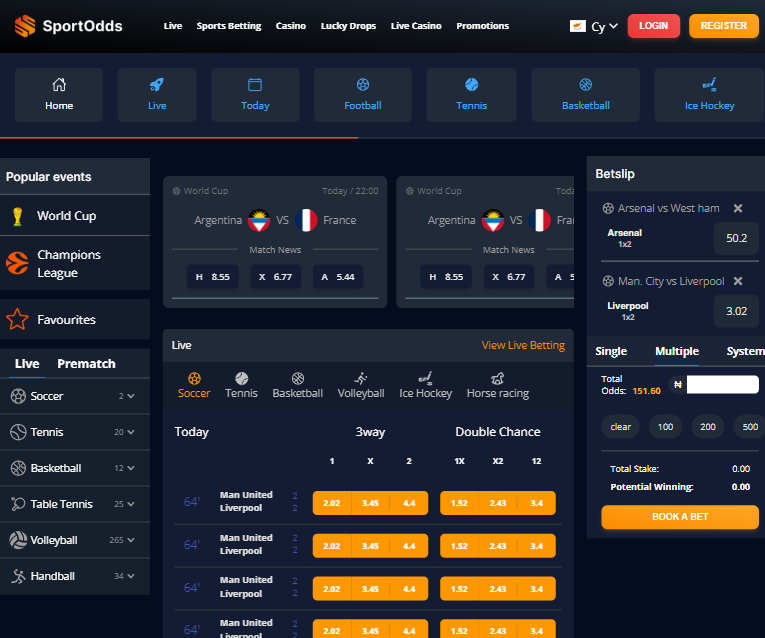 SportOdds
Live Sports Betting Casino Lucky Drops Live Casino Promotions
Cy
LOGIN
REGISTER
Home
Live
Today
Football
Tennis
Basketball
Ice Hockey
Popular events
World Cup
Champions
League
Favourites
Live Prematch
Soccer 2
Tennis 20
Basketball 12
Table Tennis 25
Volleyball 265
Handball 34
World Cup Today / 22:00
Argentina VS France
Match News
H 8.55 X 6.77 A 5.44
World Cup Toda
Argentina VS Fran
Match News
H 8.55 X 6.77 A 5
Live View Live Betting
Soccer Tennis Basketball Volleyball Ice Hockey Horse racing
Today 3way Double Chance
1 X 2 1X X2 12
64' Man United 2
Liverpool 2
2.02 3.45 4.4 1.52 2.43 3.4
64' Man United 2
Liverpool 2
2.02 3.45 4.4 1.52 2.43 3.4
64' Man United 2
Liverpool 2
2.02 3.45 4.4 1.52 2.43 3.4
64' Man United 2
Liverpool 2
2.02 3.45 4.4 1.52 2.43 3.4
Betslip
Arsenal vs West ham
Arsenal
1x2
50.2
Man. City vs Liverpool
Liverpool
1x2
3.02
Single Multiple System
Total
Odds: 151.60
₦
clear 100 200 500
Total Stake: 0.00
Potential Winning: 0.00
BOOK A BET